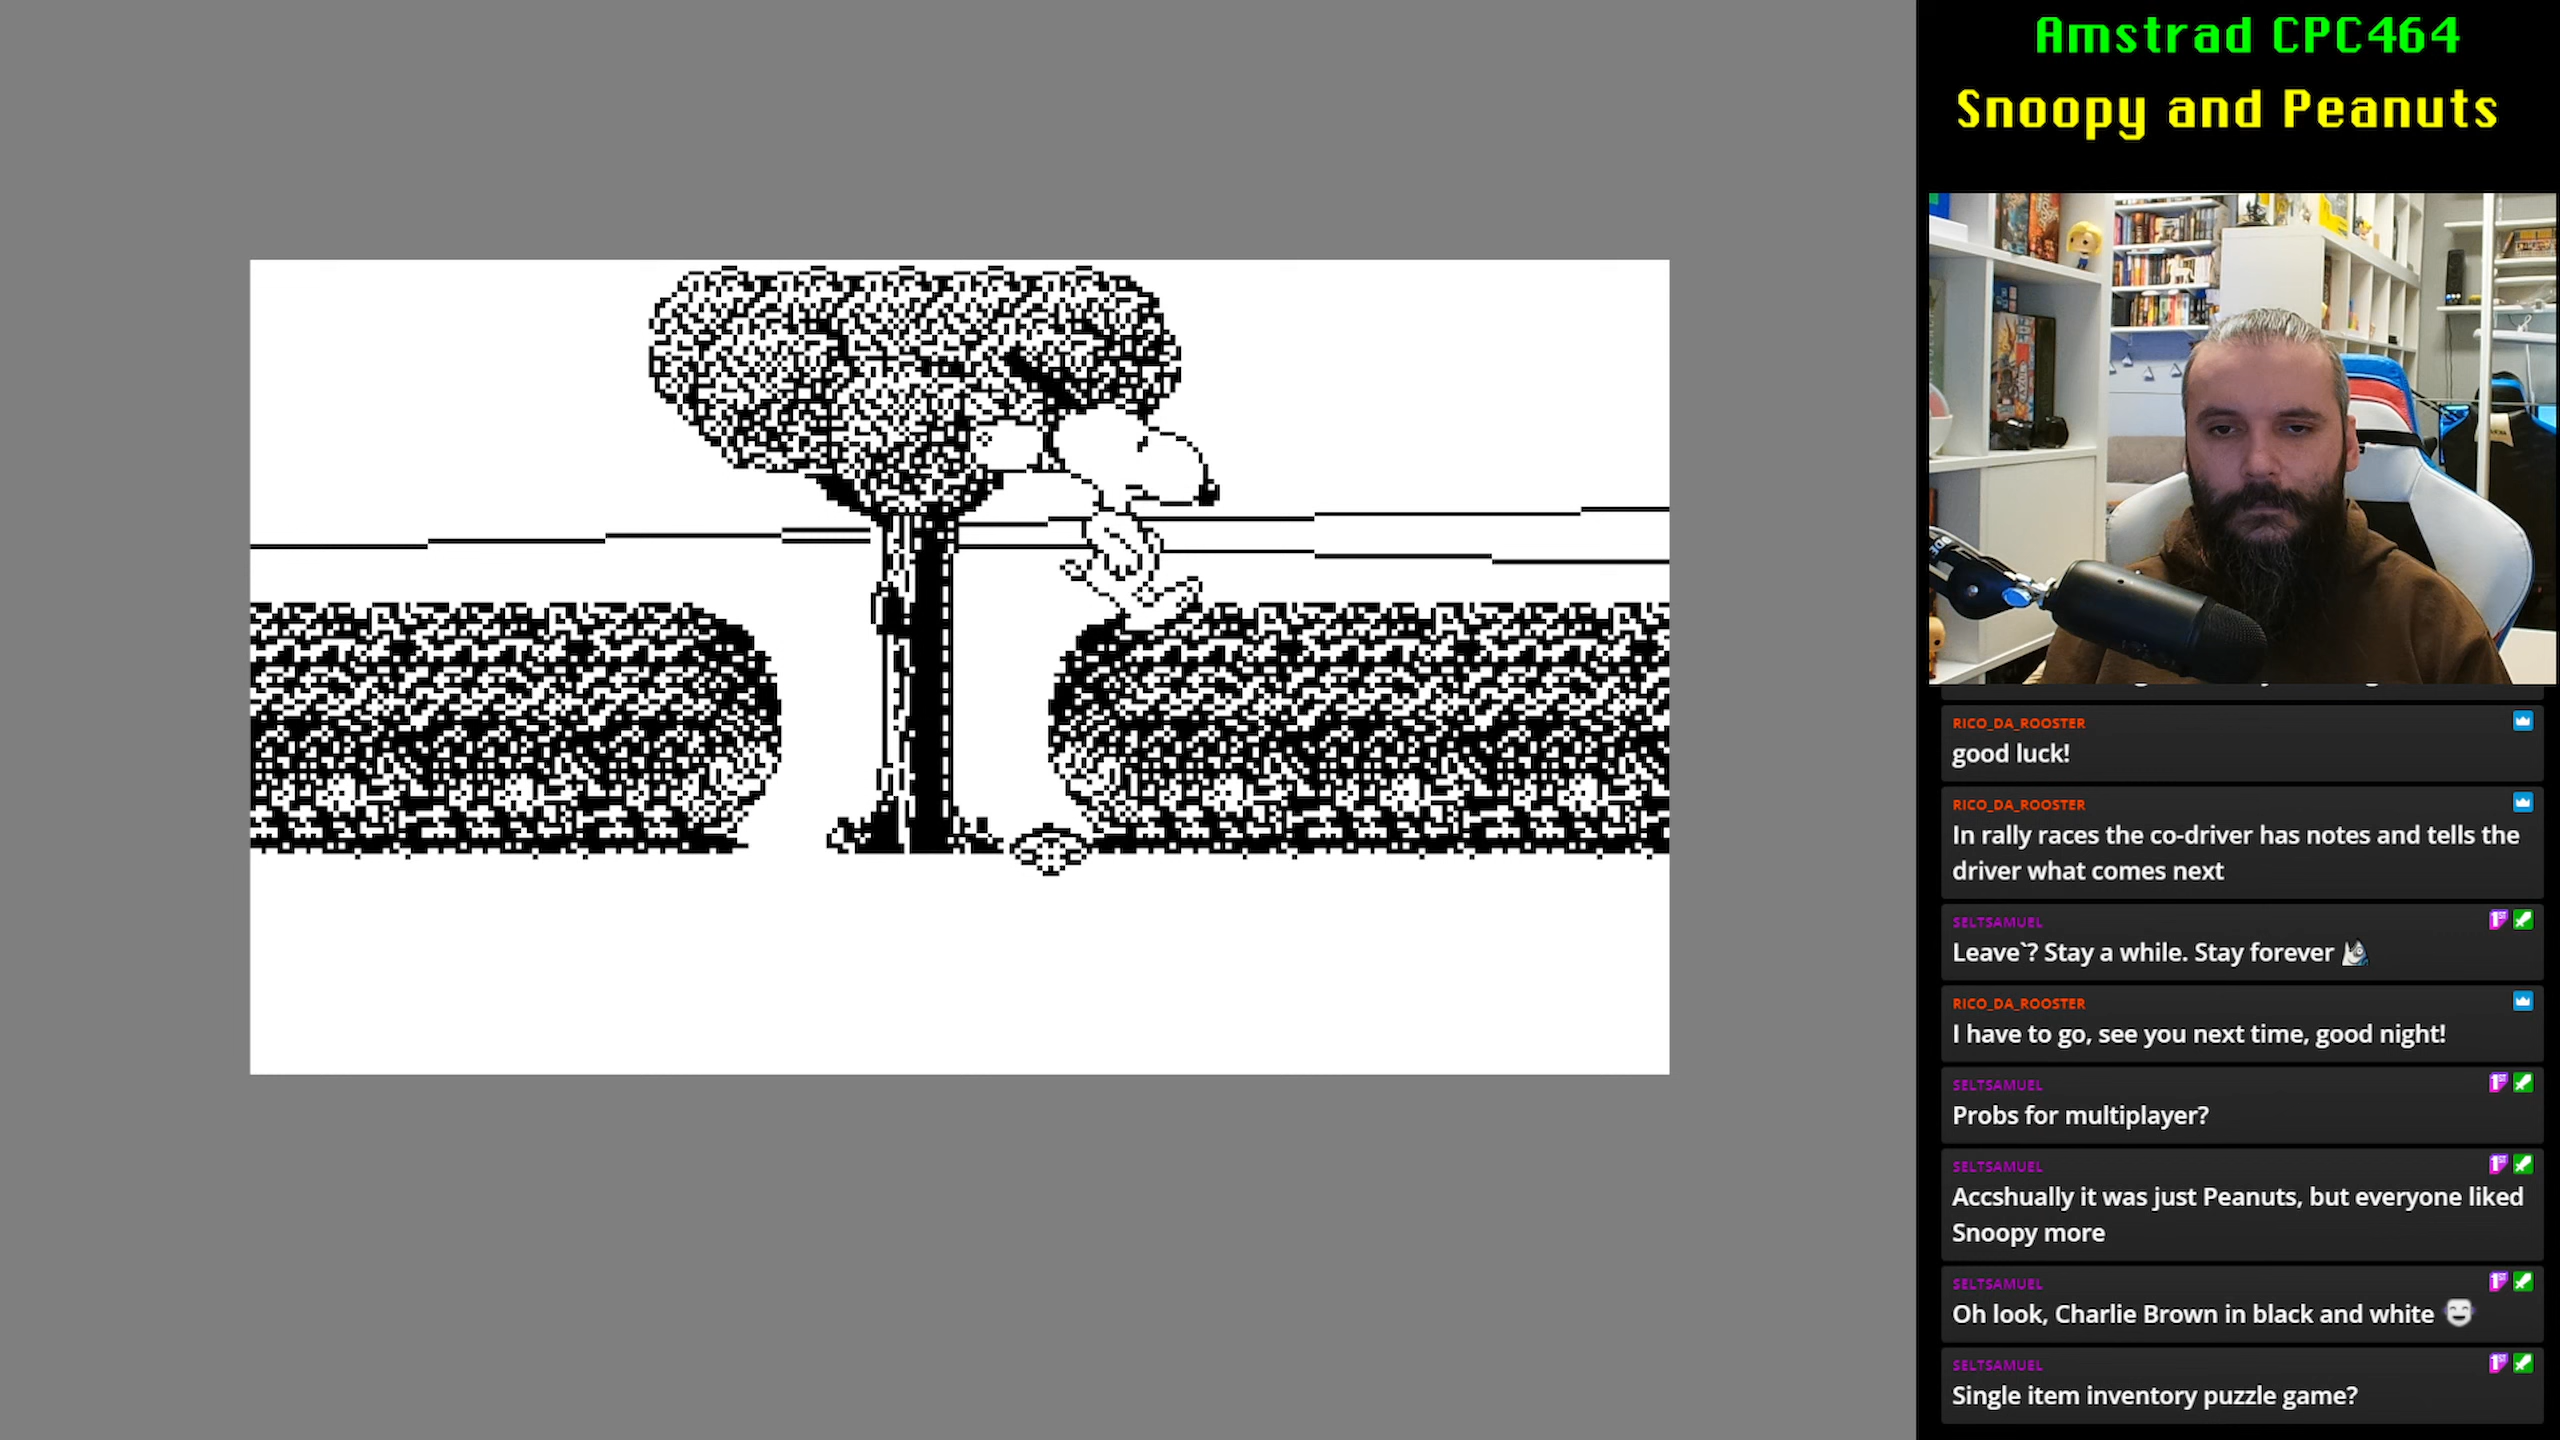 Amstrad CPC464
Snoopy and Peanuts
RICO_DA_ROOSTER
good luck!
RICO_DA_ROOSTER
In rally races the co-driver has notes and tells the
driver what comes next
SELTSAMUEL
Leave`? Stay a while. Stay forever
RICO_DA_ROOSTER
I have to go, see you next time, good night!
SELTSAMUEL
Probs for multiplayer?
SELTSAMUEL
Accshually it was just Peanuts, but everyone liked
Snoopy more
SELTSAMUEL
Oh look, Charlie Brown in black and white
SELTSAMUEL
Single item inventory puzzle game?